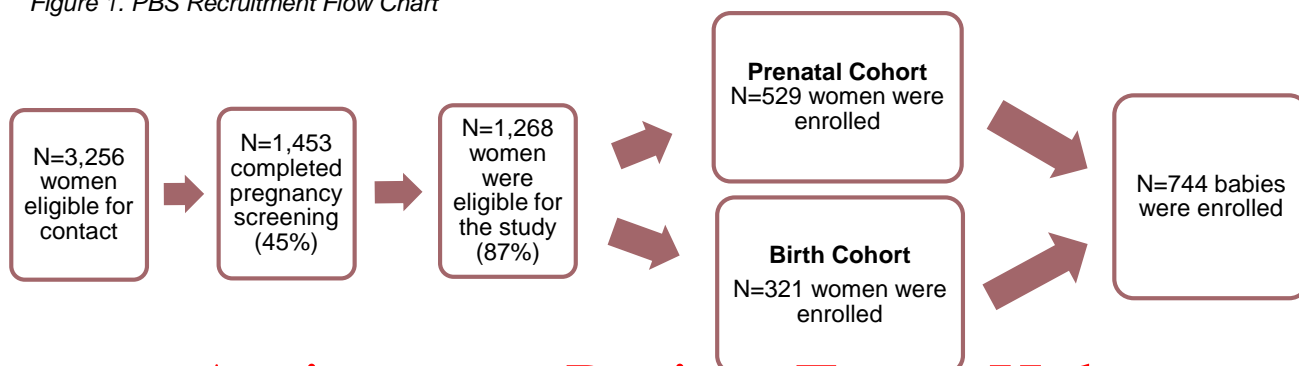 Figure 1. PBS Recruitment Flow Chart
N=3,256
women
eligible for
contact
N=1,453
completed
pregnancy
screening
(45%)
N=1,268
women
were
eligible for
the study
(87%)
Prenatal Cohort
N=529 women were
enrolled
Birth Cohort
N=321 women were
enrolled
N=744 babies
were enrolled